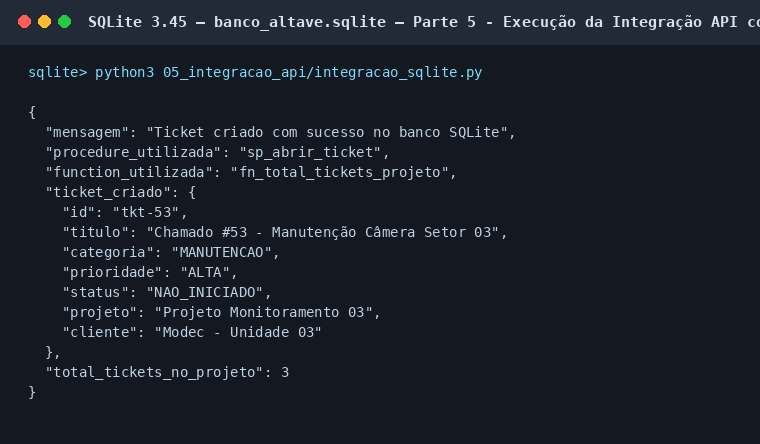 SQLite 3.45 — banco_altave.sqlite — Parte 5 - Execução da Integração API
sqlite> python3 05_integracao_api/integracao_sqlite.py
{
"mensagem": "Ticket criado com sucesso no banco SQLite",
"procedure_utilizada": "sp_abrir_ticket",
"function_utilizada": "fn_total_tickets_projeto",
"ticket_criado": {
"id": "tkt-53",
"titulo": "Chamado #53 - Manutenção Câmera Setor 03",
"categoria": "MANUTENCAO",
"prioridade": "ALTA",
"status": "NAO_INICIADO",
"projeto": "Projeto Monitoramento 03",
"cliente": "Modec - Unidade 03"
},
"total_tickets_no_projeto": 3
}